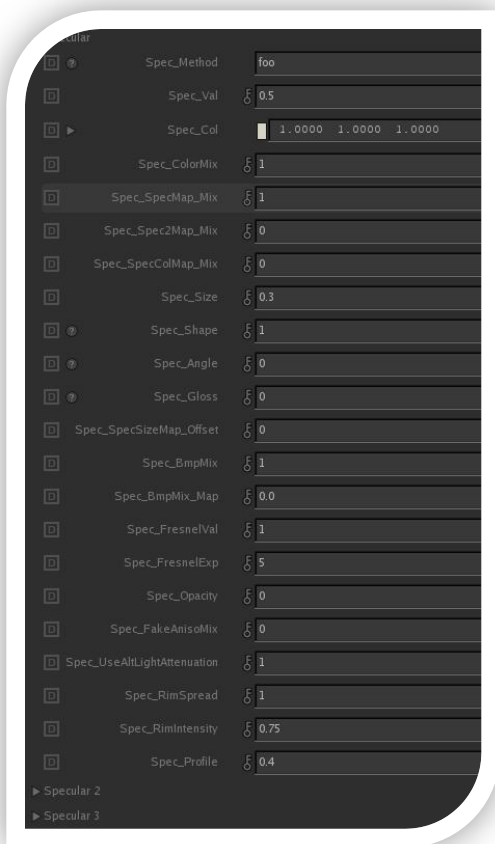 D ? Spec_Method foo
D Spec_Val 0.5
D Spec_Col 1.0000 1.0000 1.0000
D Spec_ColorMix 1
D Spec_SpecMap_Mix 1
D Spec_Spec2Map_Mix 0
D Spec_SpecColMap_Mix 0
D Spec_Size 0.3
D ? Spec_Shape 1
D ? Spec_Angle 0
D ? Spec_Gloss 0
D Spec_SpecSizeMap_Offset 0
D Spec_BmpMix 1
D Spec_BmpMix_Map 0.0
D Spec_FresnelVal 1
D Spec_FresnelExp 5
D Spec_Opacity 0
D Spec_FakeAnisoMix 0
D Spec_UseAltLightAttenuation 1
D Spec_RimSpread 1
D Spec_RimIntensity 0.75
D Spec_Profile 0.4
Specular 2
Specular 3